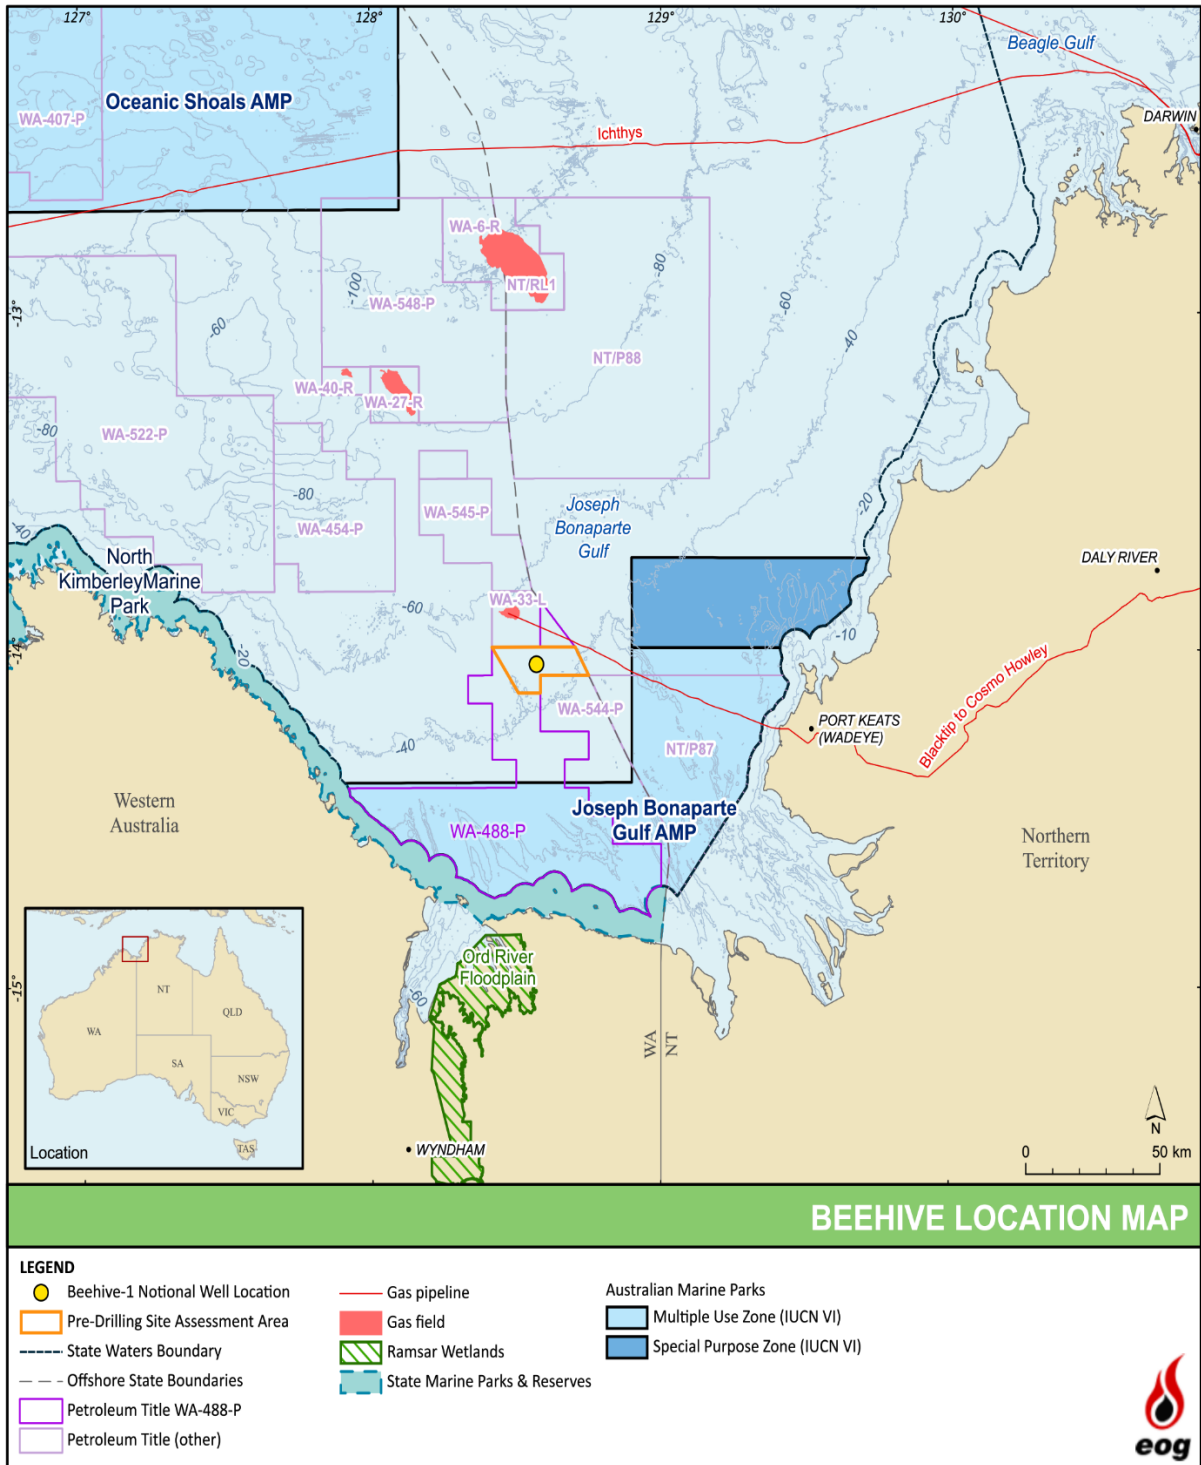 127°
128°
129°
130°
Beagle Gulf
Oceanic Shoals AMP
WA-407-P
DARWIN
Ichthys
WA-6-R
-80
NT/RL1
-100
WA-548-P
-60
-13°
-60
-40
NT/P88
WA-40-R
WA-27-R
-80
WA-522-P
-80
-20
Joseph
Bonaparte
Gulf
WA-545-P
WA-454-P
-40
North
KimberleyMarine
Park
DALY RIVER
WA-33-L
-60
-10
-14°
-20
Blacktip to Cosmo Howley
WA-544-P
PORT KEATS
(WADEYE)
-40
NT/P87
Western
Australia
Joseph Bonaparte
Gulf AMP
WA-488-P
Northern
Territory
Ord River
Floodplain
-60
-15°
WA
NT
NT
QLD
WA
SA
NSW
VIC
TAS
Location
WYNDHAM
N
0 50 km
BEEHIVE LOCATION MAP
LEGEND
Beehive-1 Notional Well Location
Pre-Drilling Site Assessment Area
State Waters Boundary
Offshore State Boundaries
Petroleum Title WA-488-P
Petroleum Title (other)
Gas pipeline
Gas field
Ramsar Wetlands
State Marine Parks & Reserves
Australian Marine Parks
Multiple Use Zone (IUCN VI)
Special Purpose Zone (IUCN VI)
eog